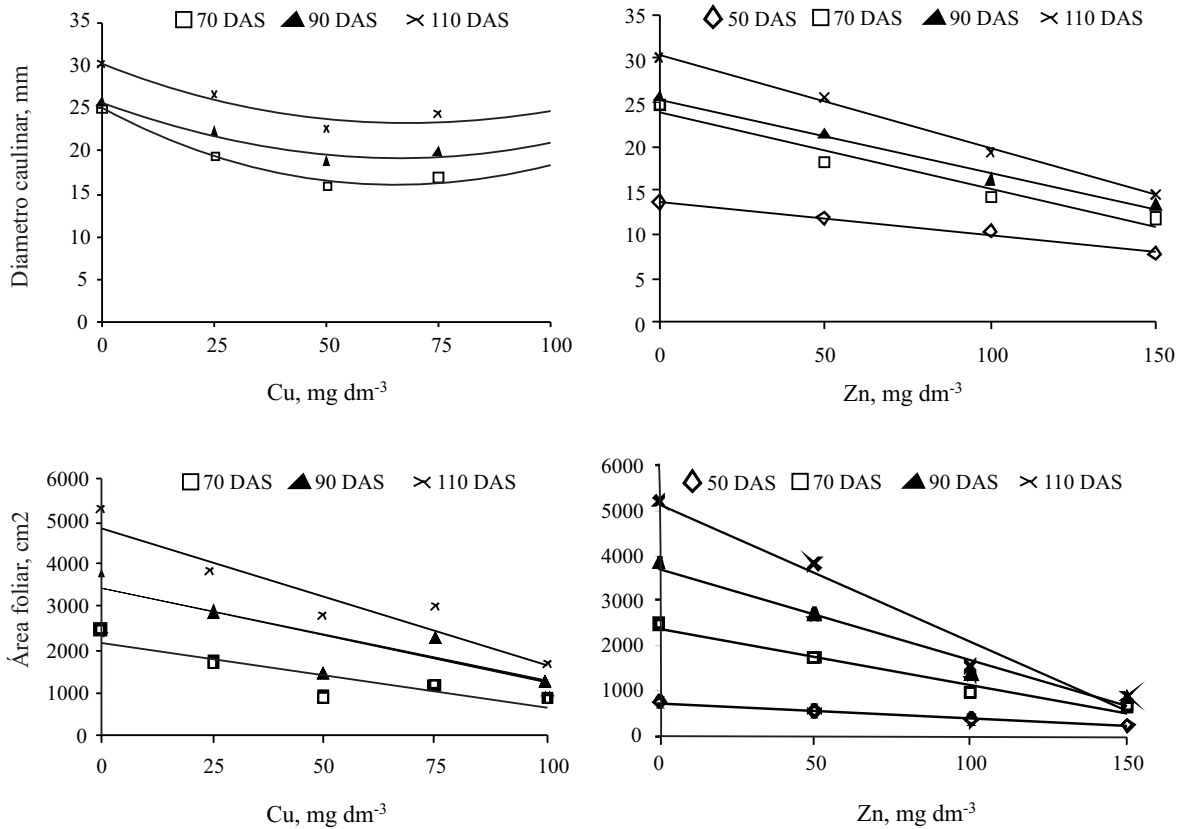 70 DAS 90 DAS 110 DAS
35
30
25
20
15
10
5
0
0 25 50 75 100
Diametro caulinar, mm
Cu, mg dm-3
50 DAS 70 DAS 90 DAS 110 DAS
35
30
25
20
15
10
5
0
0 50 100 150
Zn, mg dm-3
70 DAS 90 DAS 110 DAS
6000
5000
4000
3000
2000
1000
0
0 25 50 75 100
Área foliar, cm2
Cu, mg dm-3
50 DAS 70 DAS 90 DAS 110 DAS
6000
5000
4000
3000
2000
1000
0
0 50 100 150
Zn, mg dm-3